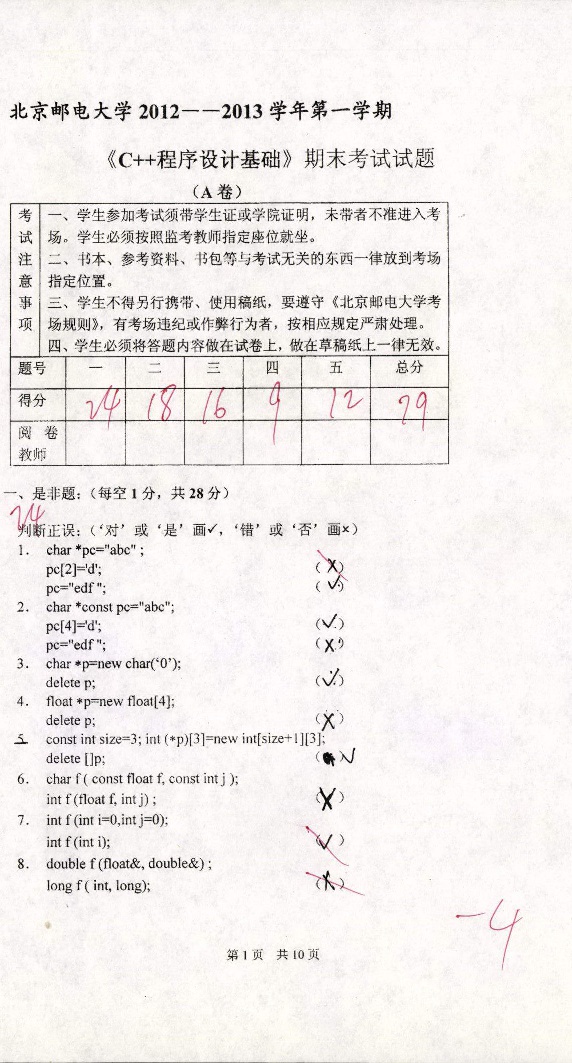 北京邮电大学 2012——2013 学年第一学期
《C++程序设计基础》期末考试试题
（A 卷）
考试注意事项
一、学生参加考试须带学生证或学院证明，未带者不准进入考
场。学生必须按照监考教师指定座位就坐。
二、书本、参考资料、书包等与考试无关的东西一律放到考场
指定位置。
三、学生不得另行携带、使用稿纸，要遵守《北京邮电大学考
场规则》，有考场违纪或作弊行为者，按相应规定严肃处理。
四、学生必须将答题内容做在试卷上，做在草稿纸上一律无效。
题号 一 二 三 四 五 总分
得分 24 18 16 9 12 79
阅卷教师
一、是非题：（每空 1 分，共 28 分）
24
判断正误：（‘对’或‘是’画✓，‘错’或‘否’画×）
1. char *pc="abc" ;
pc[2]='d'; （×）
pc="edf "; （✓）
2. char *const pc="abc";
pc[4]='d'; （✓）
pc="edf "; （×）
3. char *p=new char(‘0’);
delete p; （✓）
4. float *p=new float[4];
delete p; （×）
5. const int size=3; int (*p)[3]=new int[size+1][3];
delete []p; （ ）✓
6. char f ( const float f, const int j );
int f (float f, int j) ; （×）
7. int f (int i=0,int j=0);
int f (int i); （✓）
8. double f (float&, double&) ;
long f ( int, long); （×）
-4
第 1 页 共 10 页